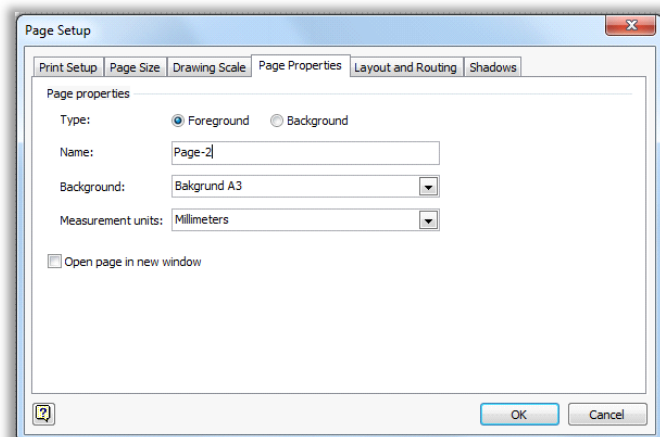 Page Setup
Print Setup Page Size Drawing Scale Page Properties Layout and Routing Shadows
Page properties
Type: Foreground Background
Name: Page-2
Background: Bakgrund A3
Measurement units: Millimeters
Open page in new window
OK Cancel